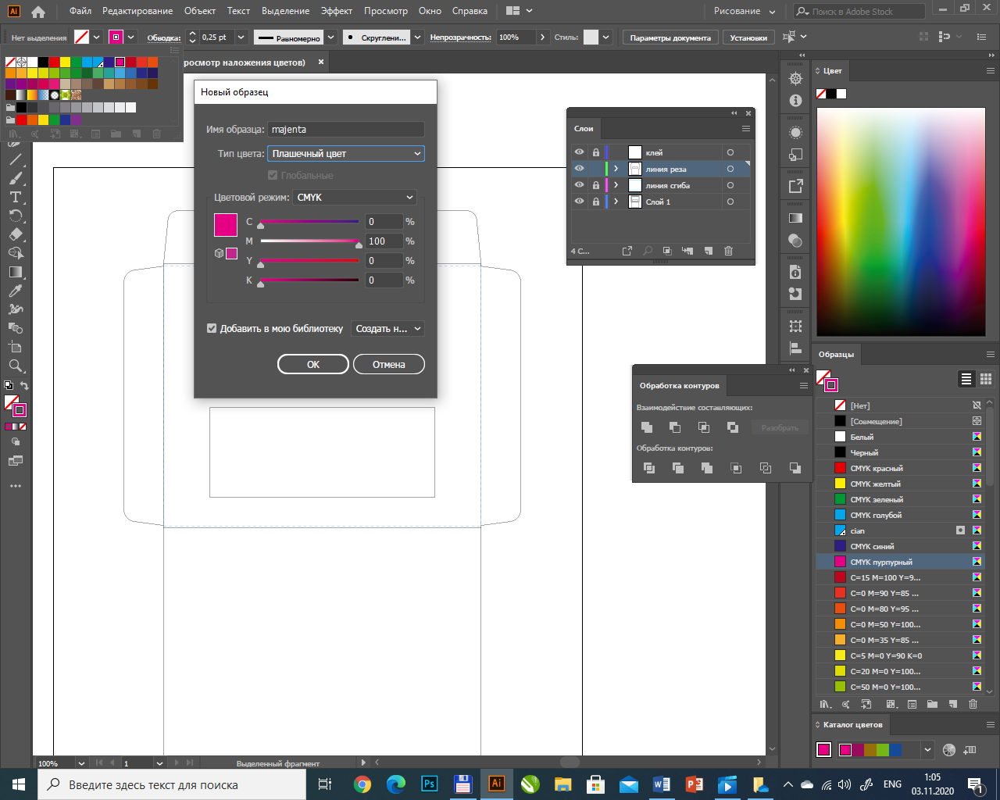 Ai
Файл Редактирование Объект Текст Выделение Эффект Просмотр Окно Справка
Рисование
Поиск в Adobe Stock
Нет выделения
Обводка:
0,25 pt
Равномерно
Скруглени...
Непрозрачность:
100%
Стиль:
Параметры документа
Установки
росмотр наложения цветов)
Новый образец
Имя образца:
majenta
Тип цвета:
Плашечный цвет
Глобальные
Цветовой режим:
CMYK
C 0 %
M 100 %
Y 0 %
K 0 %
Добавить в мою библиотеку
Создать н...
OK
Отмена
Слои
клей
линия реза
линия сгиба
Слой 1
4 С...
Обработка контуров
Взаимодействие составляющих:
Разобрать
Обработка контуров:
Цвет
Образцы
[Нет]
[Совмещение]
Белый
Черный
CMYK красный
CMYK желтый
CMYK зеленый
CMYK голубой
cian
CMYK синий
CMYK пурпурный
C=15 M=100 Y=9...
C=0 M=90 Y=85 ...
C=0 M=80 Y=95 ...
C=0 M=50 Y=100...
C=0 M=35 Y=85 ...
C=5 M=0 Y=90 K=0
C=20 M=0 Y=100...
C=50 M=0 Y=100...
Каталог цветов
100%
1
Выделенный фрагмент
Введите здесь текст для поиска
Ps
Ai
W
P
ENG
1:05
03.11.2020
1